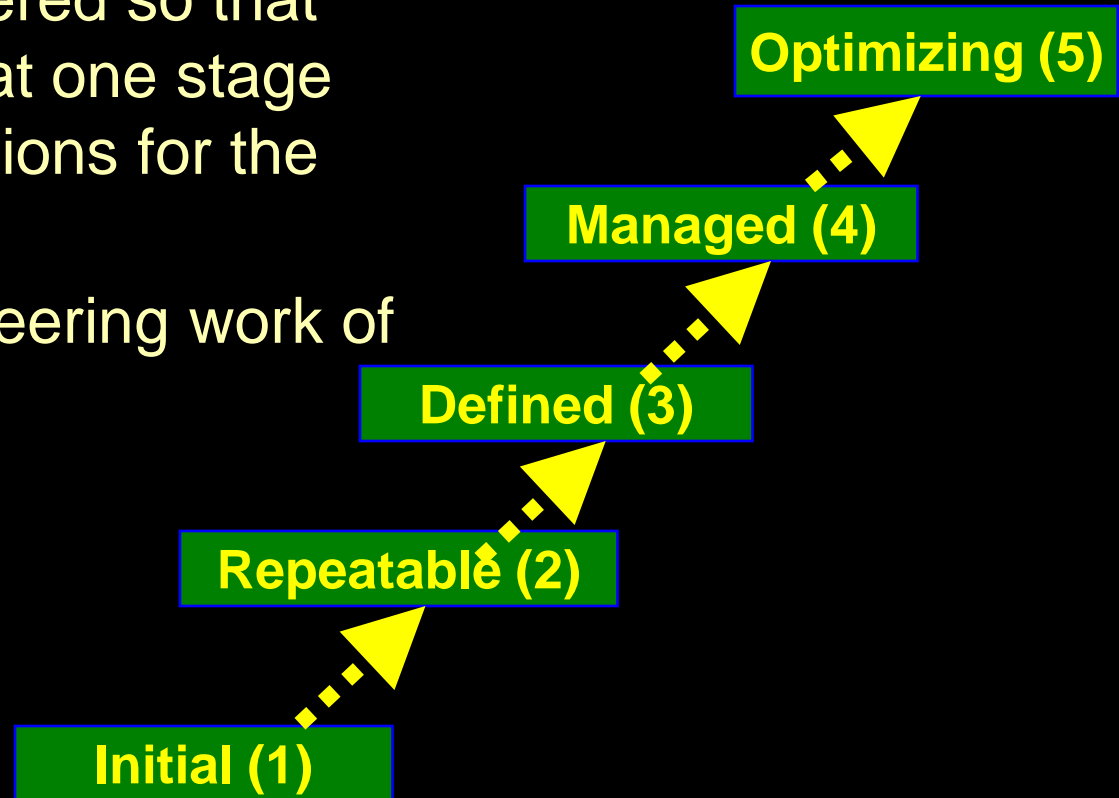 ered so that
at one stage
ions for the
eering work of
Optimizing (5)
Managed (4)
Defined (3)
Repeatable (2)
Initial (1)